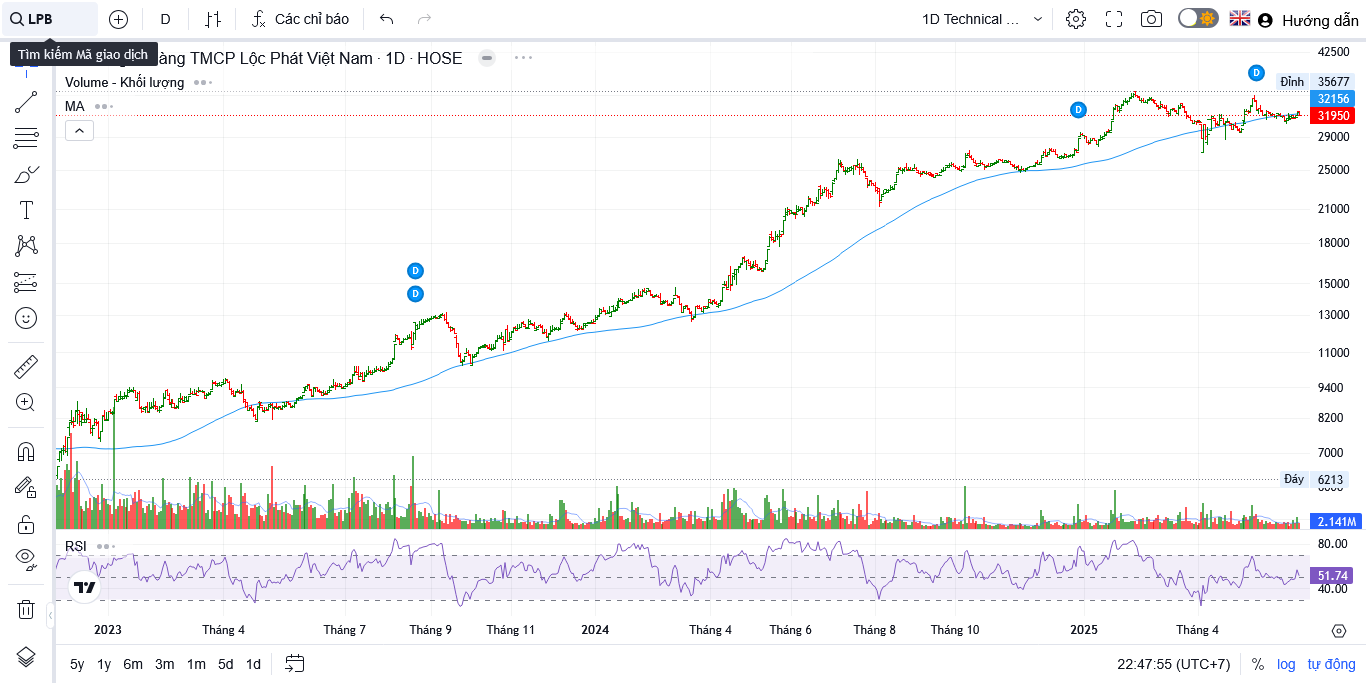 LPB D Các chỉ báo 1D Technical ... Hướng dẫn
Tìm kiếm Mã giao dịch
àng TMCP Lộc Phát Việt Nam · 1D · HOSE
Volume - Khối lượng
MA
42500
Đỉnh 35677
32156
31950
29000
25000
21000
18000
15000
13000
11000
9400
8200
7000
Đáy 6213
2.141M
RSI
80.00
51.74
40.00
D
D
D
D
2023 Tháng 4 Tháng 7 Tháng 9 Tháng 11 2024 Tháng 4 Tháng 6 Tháng 8 Tháng 10 2025 Tháng 4
5y 1y 6m 3m 1m 5d 1d 22:47:55 (UTC+7) % log tự động